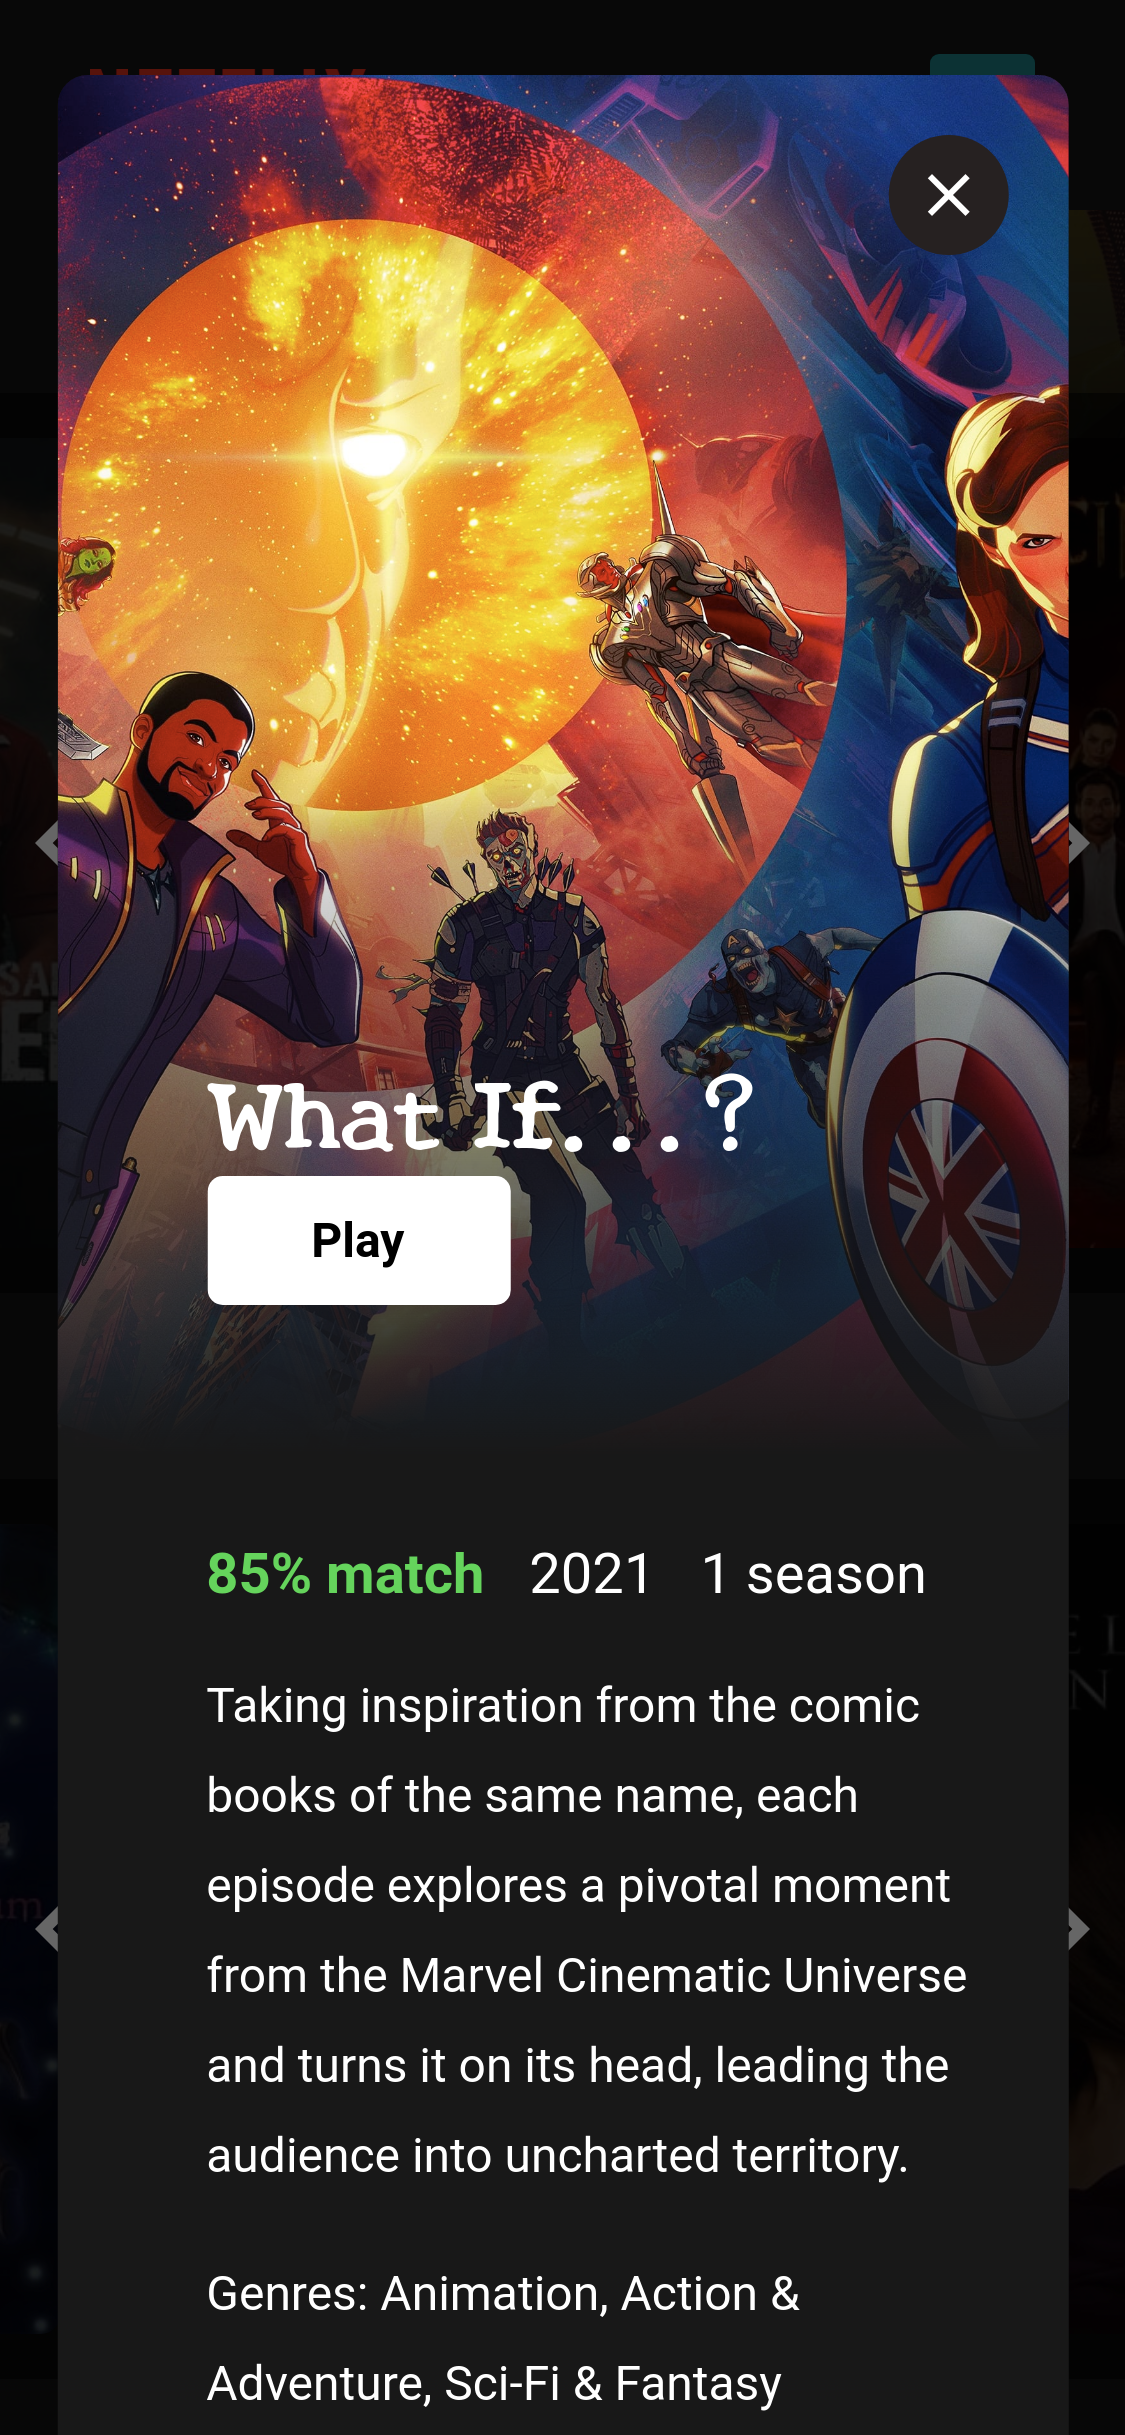 NETFLIX
What If...?
Play
85% match 2021 1 season
Taking inspiration from the comic
books of the same name, each
episode explores a pivotal moment
from the Marvel Cinematic Universe
and turns it on its head, leading the
audience into uncharted territory.
Genres: Animation, Action &
Adventure, Sci-Fi & Fantasy